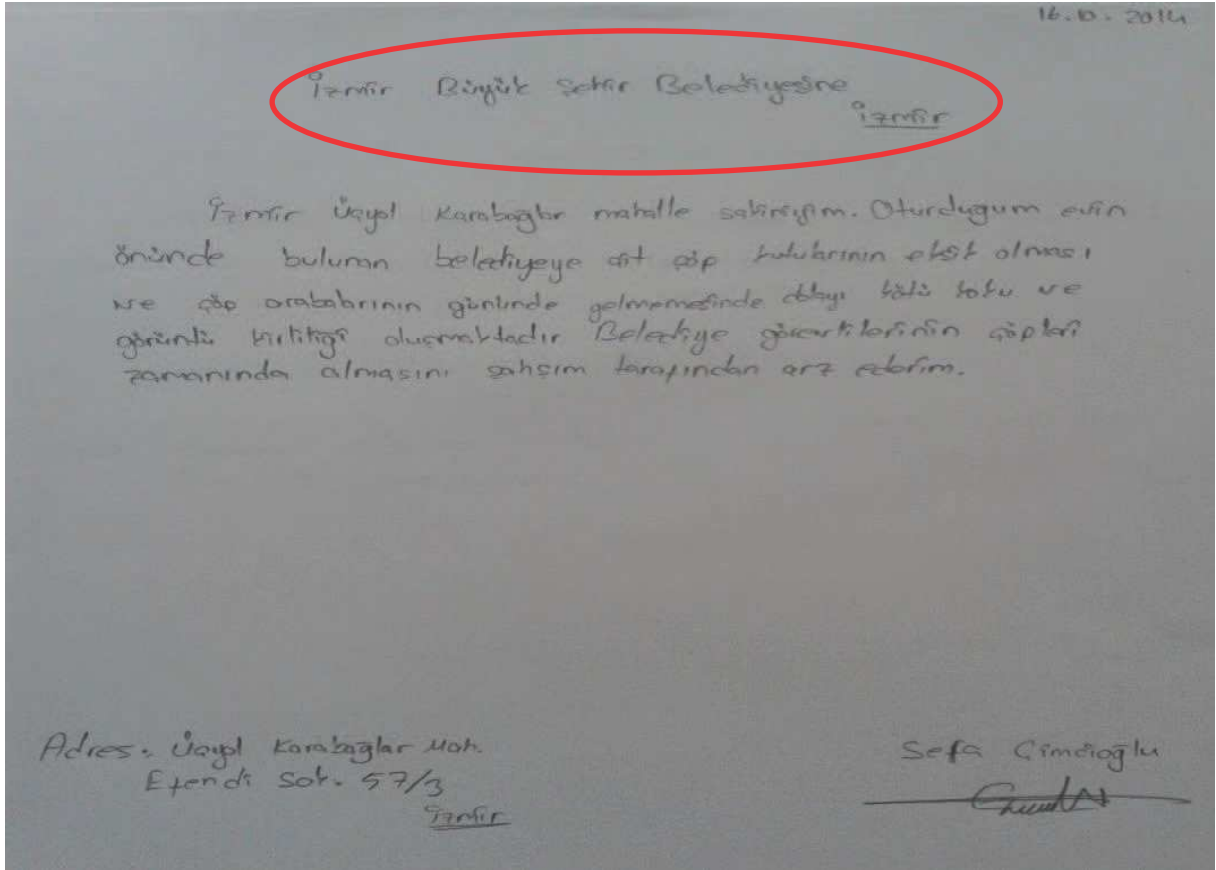 16.10.2014
İzmir Büyük Şehir Belediyesine
İzmir
İzmir Üçyol Karabağlar mahalle sakiniyim. Oturduğum evin
önünde bulunan belediyeye ait çöp kutularının eksik olması
ve çöp arabalarının gününde gelmemesinde dolayı kötü koku ve
görüntü kirliliği oluşmaktadır Belediye görevlilerinin çöpleri
zamanında almasını şahsım tarafından arz ederim.
Adres: Üçyol Karabağlar Mah.
Efendi Sok. 57/3
İzmir
Sefa Cimcioğlu